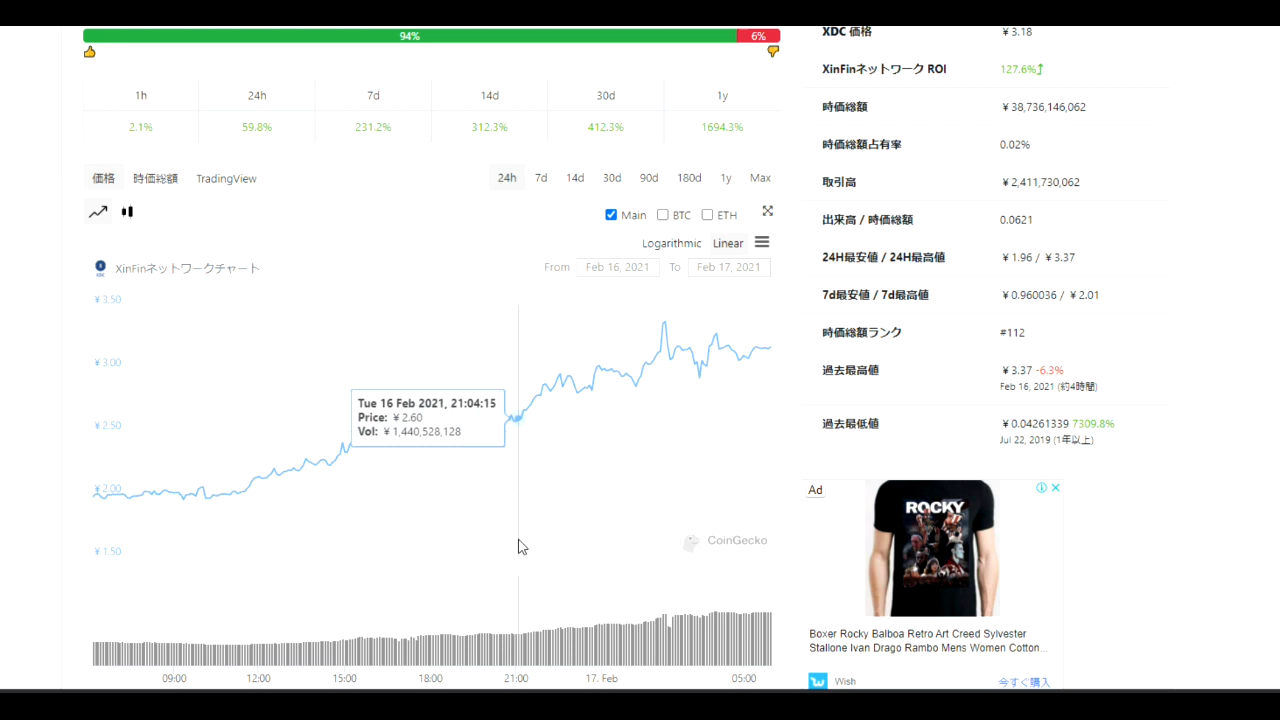 94%
6%
1h 24h 7d 14d 30d 1y
2.1% 59.8% 231.2% 312.3% 412.3% 1694.3%
価格 時価総額 TradingView
24h 7d 14d 30d 90d 180d 1y Max
Main BTC ETH
Logarithmic Linear
XinFinネットワークチャート
From Feb 16, 2021 To Feb 17, 2021
¥3.50
¥3.00
¥2.50
¥2.00
¥1.50
Tue 16 Feb 2021, 21:04:15
Price: ¥2.60
Vol: ¥1,440,528,128
CoinGecko
09:00 12:00 15:00 18:00 21:00 17. Feb 05:00
XDC 価格 ¥3.18
XinFinネットワーク ROI 127.6%
時価総額 ¥38,736,146,062
時価総額占有率 0.02%
取引高 ¥2,411,730,062
出来高 / 時価総額 0.0621
24H最安値 / 24H最高値 ¥1.96 / ¥3.37
7d最安値 / 7d最高値 ¥0.960036 / ¥2.01
時価総額ランク #112
過去最高値 ¥3.37 -6.3%
Feb 16, 2021 (約4時間)
過去最低値 ¥0.04261339 7309.8%
Jul 22, 2019 (1年以上)
Ad
ROCKY
Boxer Rocky Balboa Retro Art Creed Sylvester
Stallone Ivan Drago Rambo Mens Women Cotton...
Wish 今すぐ購入